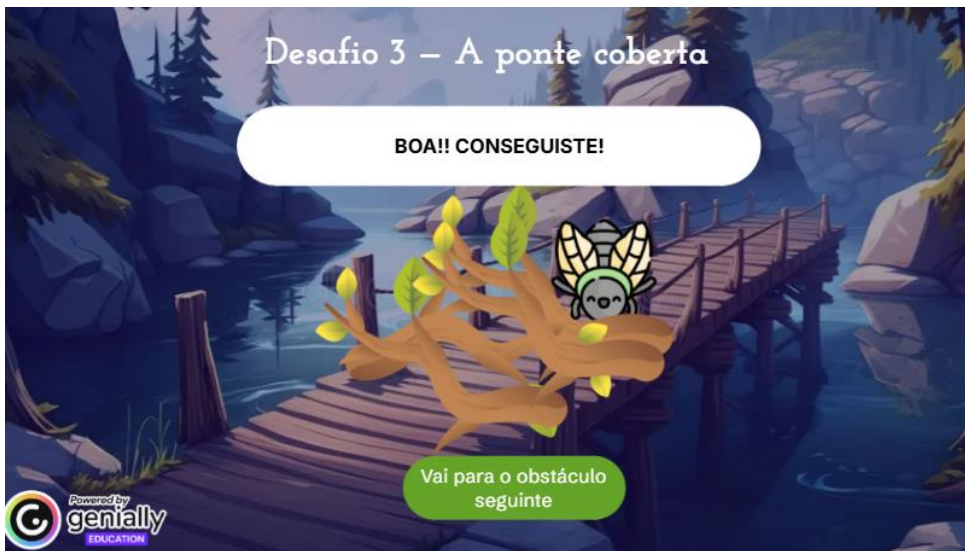 Desafio 3 – A ponte coberta
BOA!! CONSEGUISTE!
Vai para o obstáculo
seguinte
Powered by
genially
EDUCATION